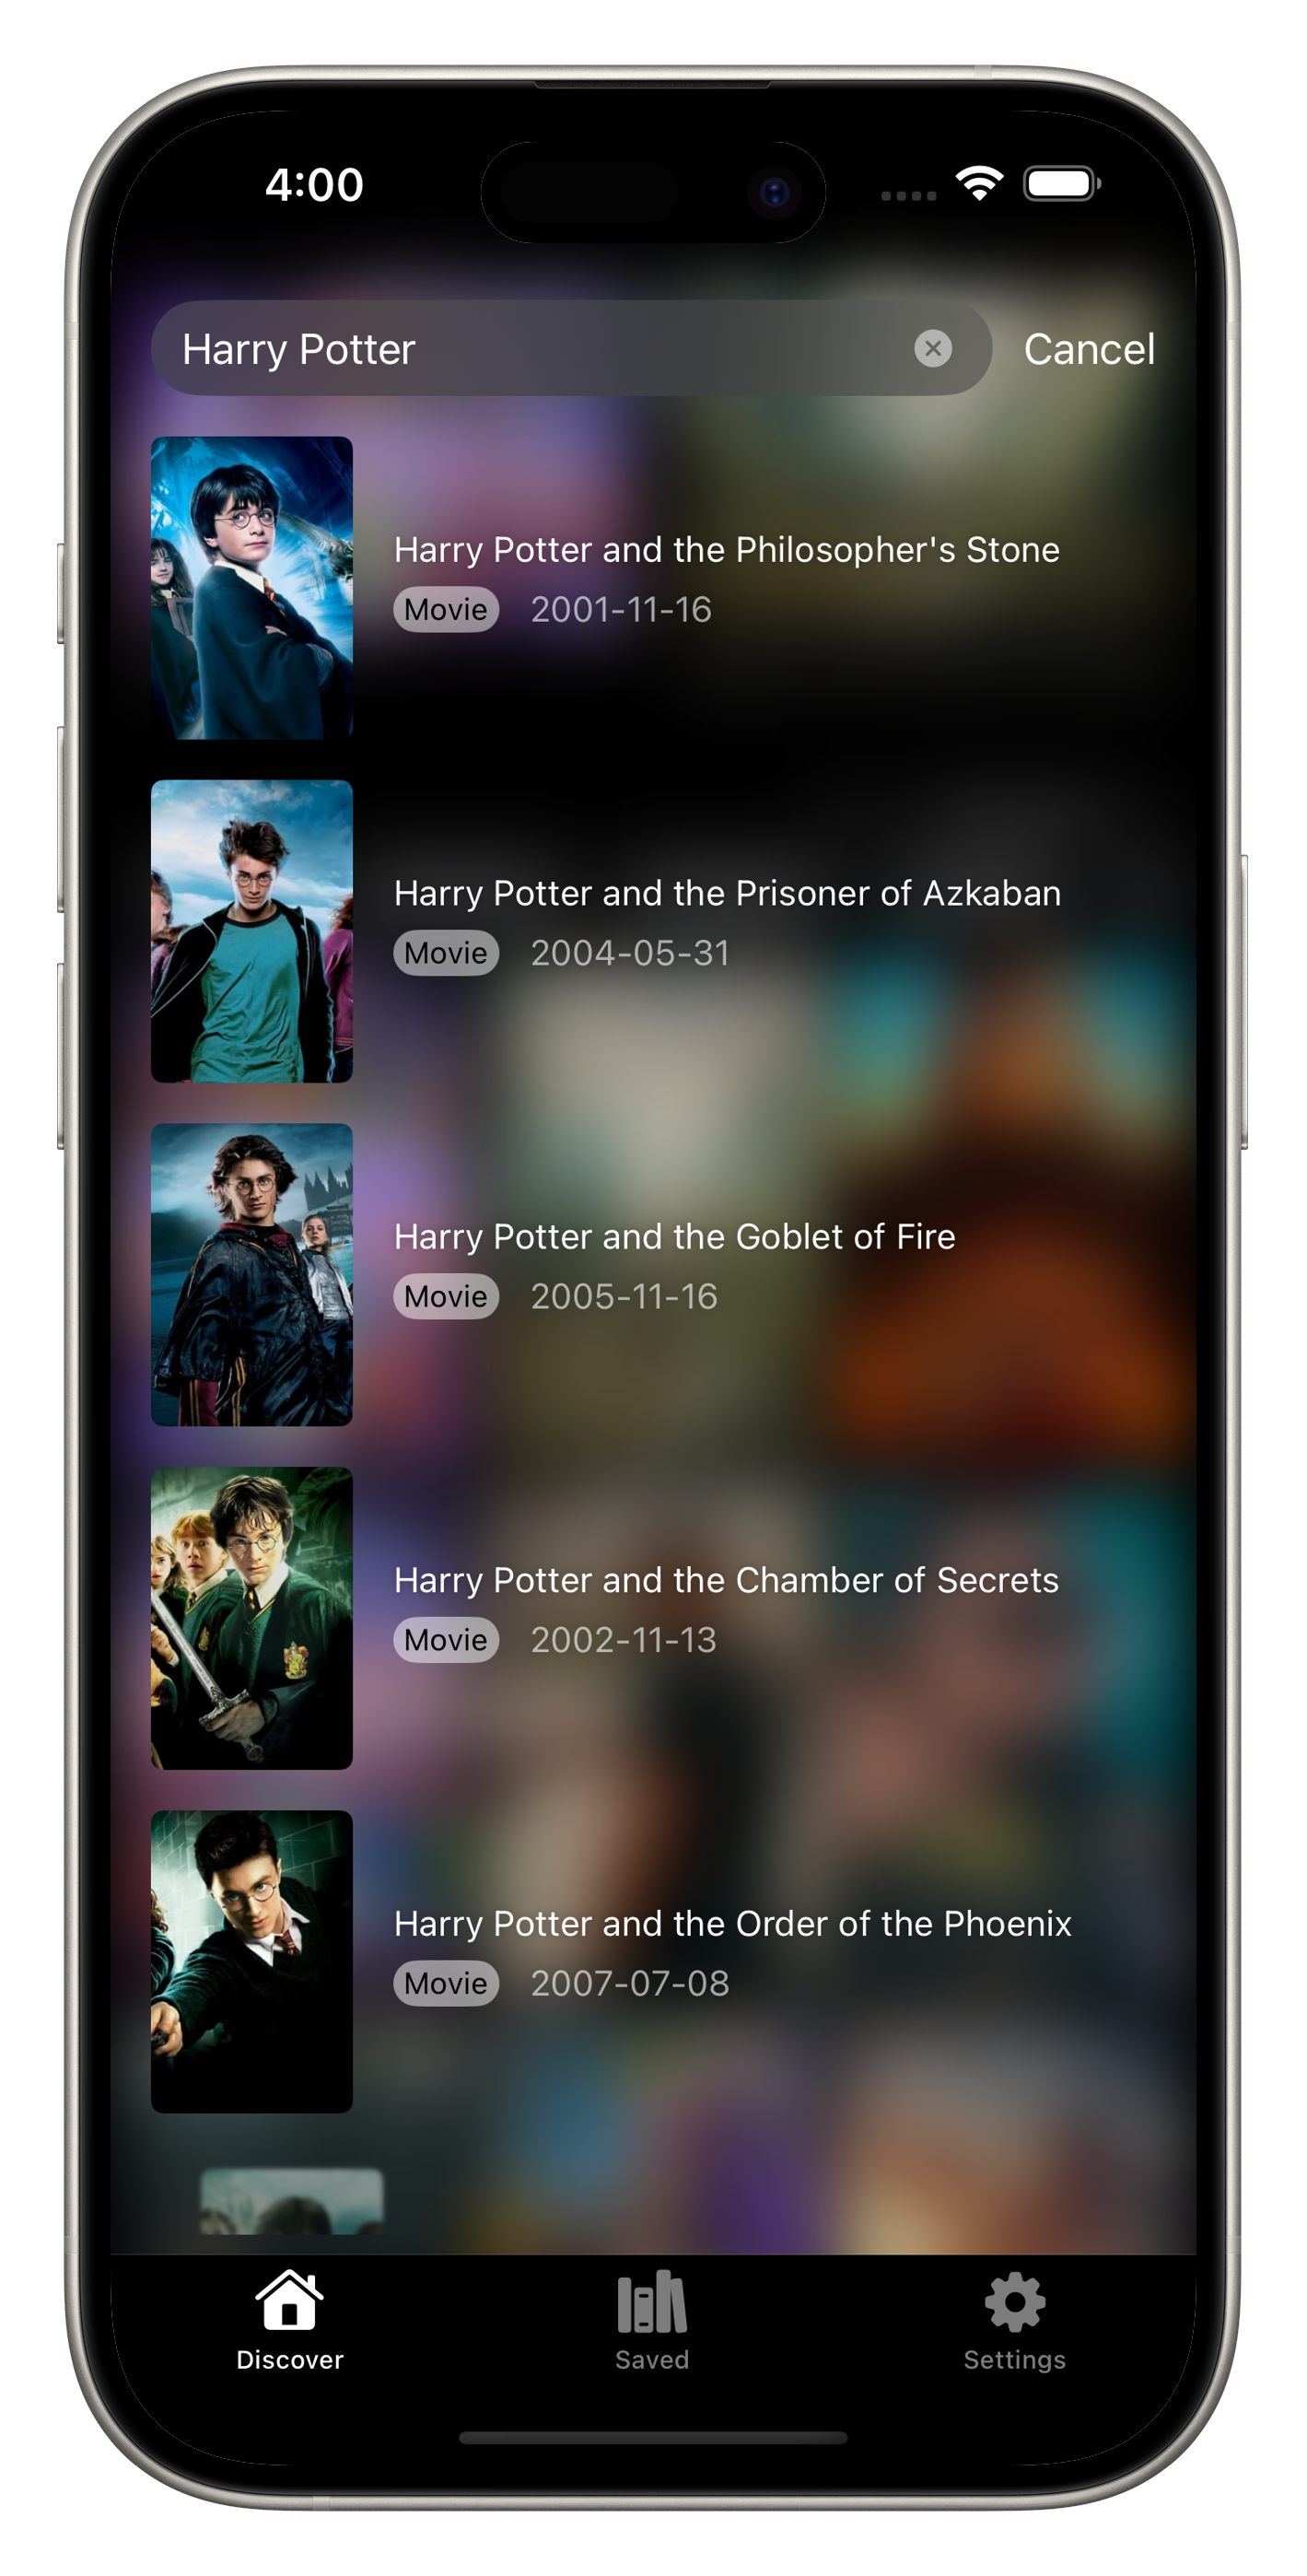 4:00
Harry Potter
Cancel
Harry Potter and the Philosopher's Stone
Movie 2001-11-16
Harry Potter and the Prisoner of Azkaban
Movie 2004-05-31
Harry Potter and the Goblet of Fire
Movie 2005-11-16
Harry Potter and the Chamber of Secrets
Movie 2002-11-13
Harry Potter and the Order of the Phoenix
Movie 2007-07-08
Discover
Saved
Settings